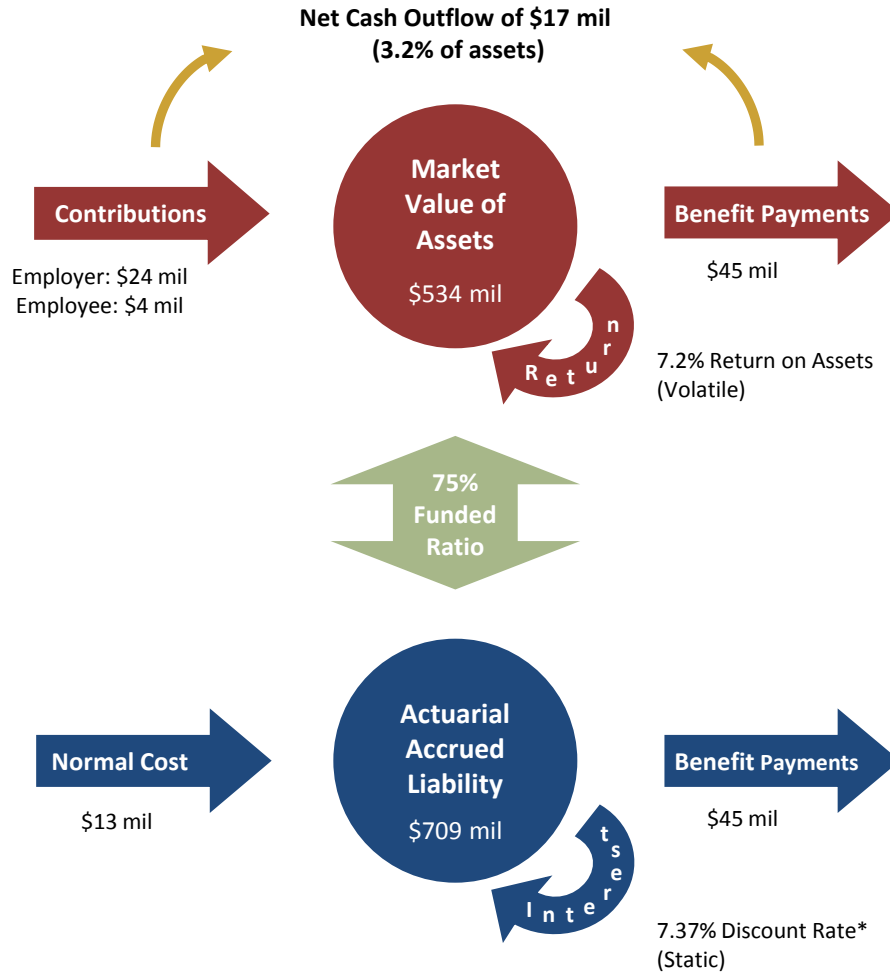 Net Cash Outflow of $17 mil
(3.2% of assets)
Contributions
Employer: $24 mil
Employee: $4 mil
Market
Value of
Assets
$534 mil
Return
Benefit Payments
$45 mil
7.2% Return on Assets
(Volatile)
75%
Funded
Ratio
Normal Cost
$13 mil
Actuarial
Accrued
Liability
$709 mil
Interest
Benefit Payments
$45 mil
7.37% Discount Rate*
(Static)